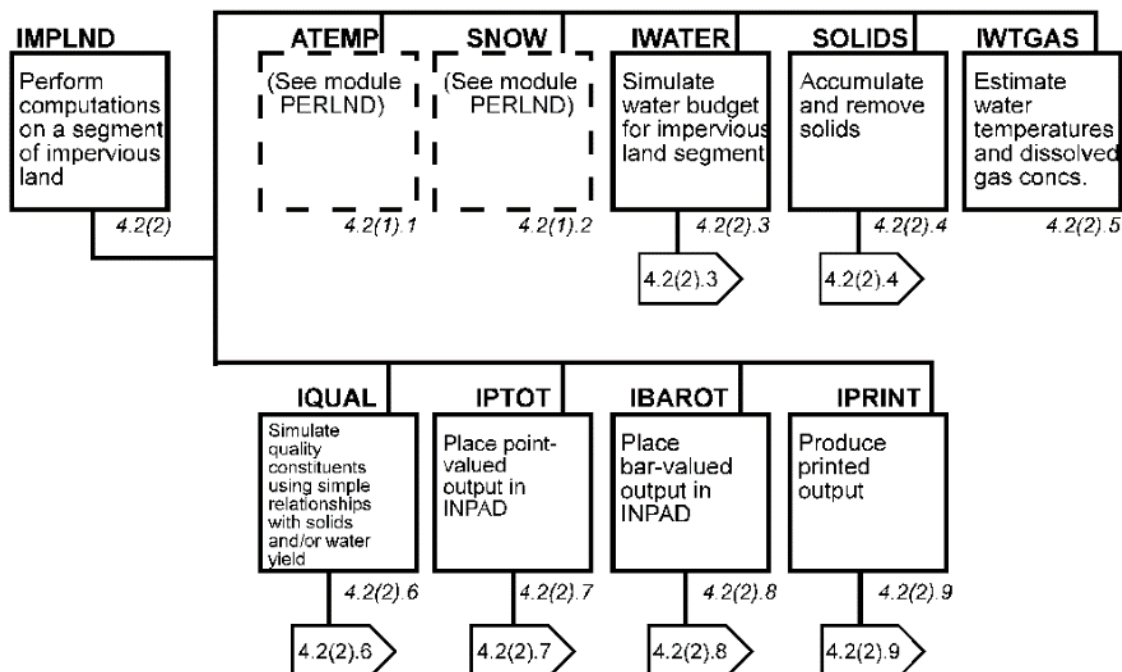 IMPLND
Perform
computations
on a segment
of impervious
land
4.2(2)
ATEMP
(See module
PERLND)
4.2(1).1
SNOW
(See module
PERLND)
4.2(1).2
IWATER
Simulate
water budget
for impervious
land segment
4.2(2).3
4.2(2).3
SOLIDS
Accumulate
and remove
solids
4.2(2).4
4.2(2).4
IWTGAS
Estimate
water
temperatures
and dissolved
gas concs.
4.2(2).5
IQUAL
Simulate
quality
constituents
using simple
relationships
with solids
and/or water
yield
4.2(2).6
4.2(2).6
IPTOT
Place point-
valued
output in
INPAD
4.2(2).7
4.2(2).7
IBAROT
Place
bar-valued
output in
INPAD
4.2(2).8
4.2(2).8
IPRINT
Produce
printed
output
4.2(2).9
4.2(2).9